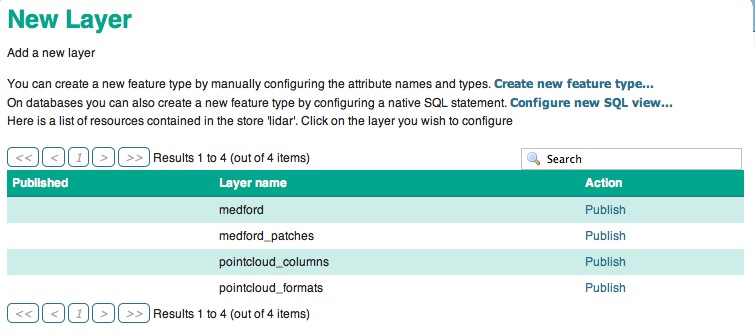 New Layer
Add a new layer
You can create a new feature type by manually configuring the attribute names and types. Create new feature type...
On databases you can also create a new feature type by configuring a native SQL statement. Configure new SQL view...
Here is a list of resources contained in the store 'lidar'. Click on the layer you wish to configure
<< < 1 > >> Results 1 to 4 (out of 4 items) Search
Published Layer name Action
medford Publish
medford_patches Publish
pointcloud_columns Publish
pointcloud_formats Publish
<< < 1 > >> Results 1 to 4 (out of 4 items)